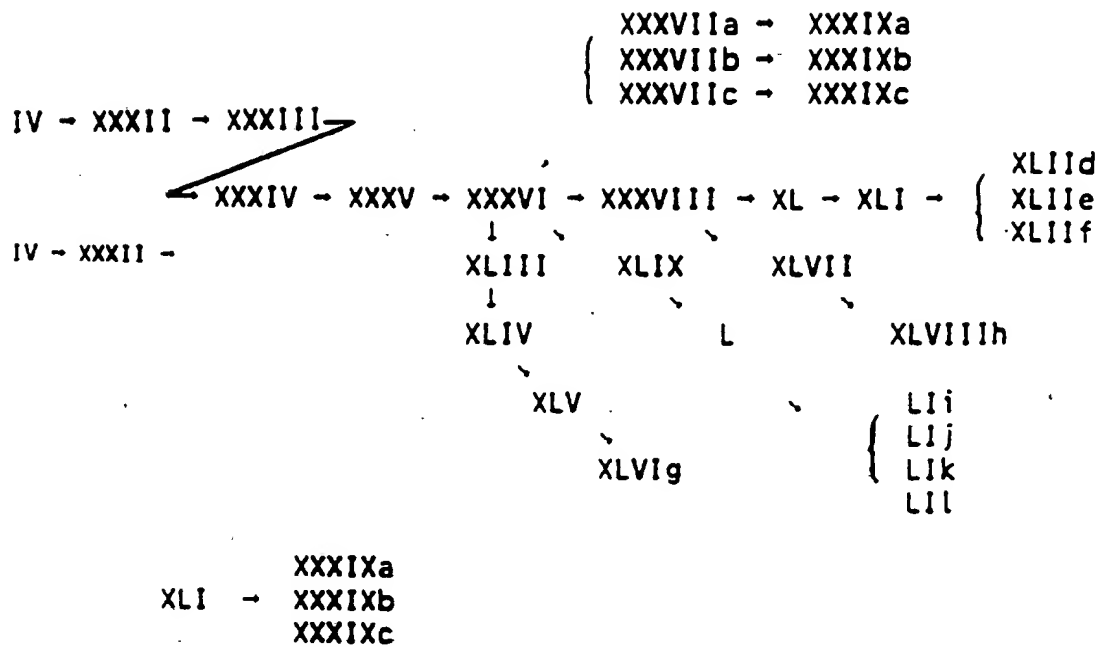 XXXVIIa → XXXIXa
XXXVIIb → XXXIXb
XXXVIIc → XXXIXc
IV → XXXII → XXXIII
→ XXXIV → XXXV → XXXVI → XXXVIII → XL → XLI →
XLIId
XLIIe
XLIIf
IV → XXXII →
XLIII XLIX XLVII
XLIV L XLVIIIh
XLV
XLVIg
LIi
LIj
LIk
LIl
XLI →
XXXIXa
XXXIXb
XXXIXc